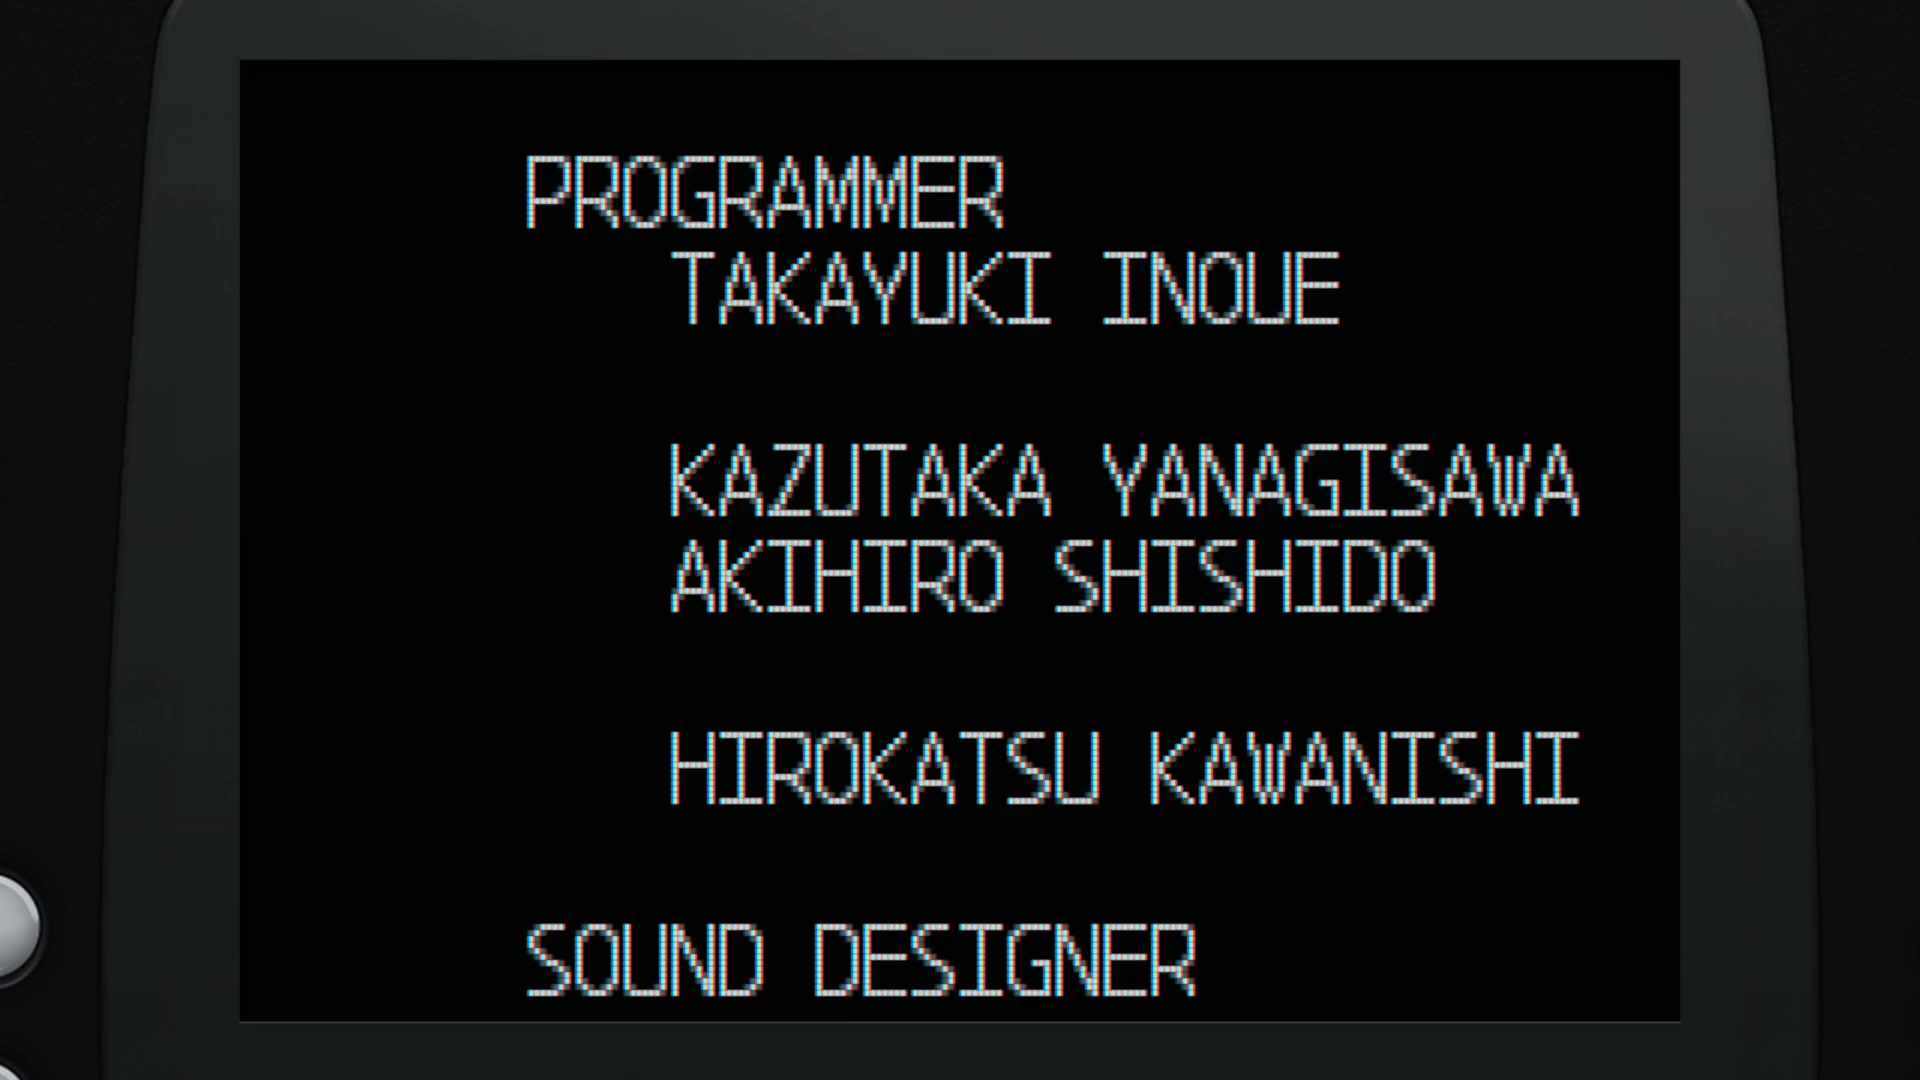 PROGRAMMER
TAKAYUKI INOUE
KAZUTAKA YANAGISAWA
AKIHIRO SHISHIDO
HIROKATSU KAWANISHI
SOUND DESIGNER